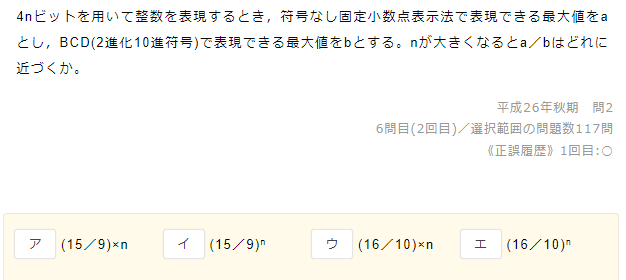 4nビットを用いて整数を表現するとき，符号なし固定小数点表示法で表現できる最大値をa
とし，BCD(2進化10進符号)で表現できる最大値をbとする。nが大きくなるとa／bはどれに
近づくか。
平成26年秋期　問2
6問目(2回目)／選択範囲の問題数117問
《正誤履歴》1回目:○
ア (15／9)×n イ (15／9)ⁿ ウ (16／10)×n エ (16／10)ⁿ